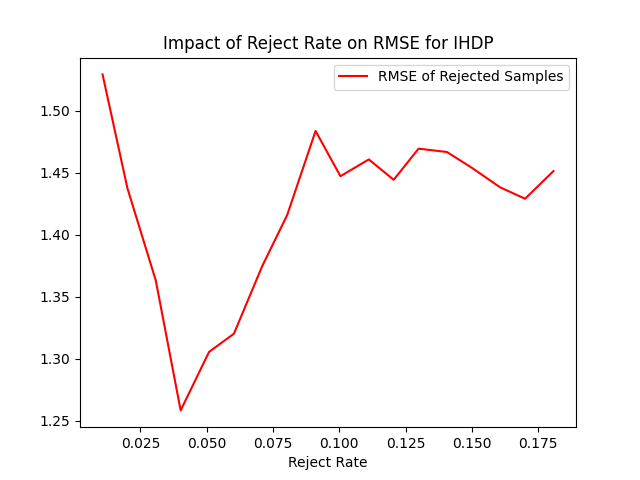 Impact of Reject Rate on RMSE for IHDP
RMSE of Rejected Samples
1.50
1.45
1.40
1.35
1.30
1.25
0.025 0.050 0.075 0.100 0.125 0.150 0.175
Reject Rate